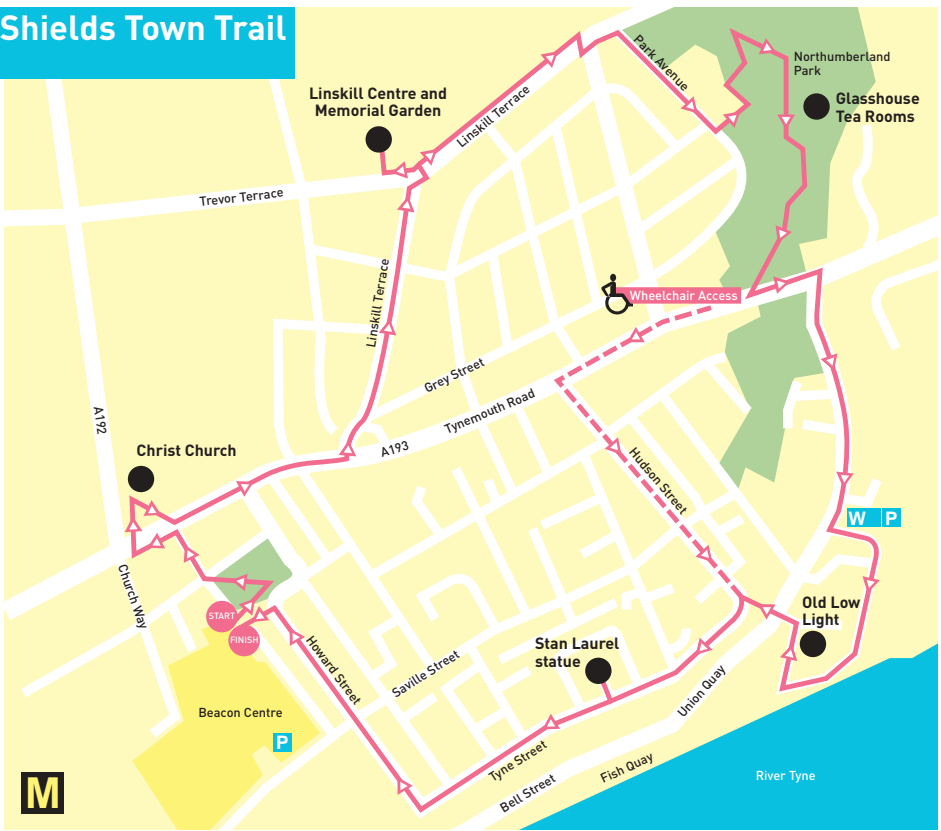 Shields Town Trail
Park Avenue
Northumberland
Park
Glasshouse
Tea Rooms
Linskill Centre and
Memorial Garden
Linskill Terrace
Trevor Terrace
Linskill Terrace
Wheelchair Access
Grey Street
Tynemouth Road
A193
A192
Christ Church
Hudson Street
W P
Church Way
START
FINISH
Old Low
Light
Stan Laurel
statue
Howard Street
Saville Street
Union Quay
Beacon Centre
P
Tyne Street
Fish Quay
Bell Street
River Tyne
M